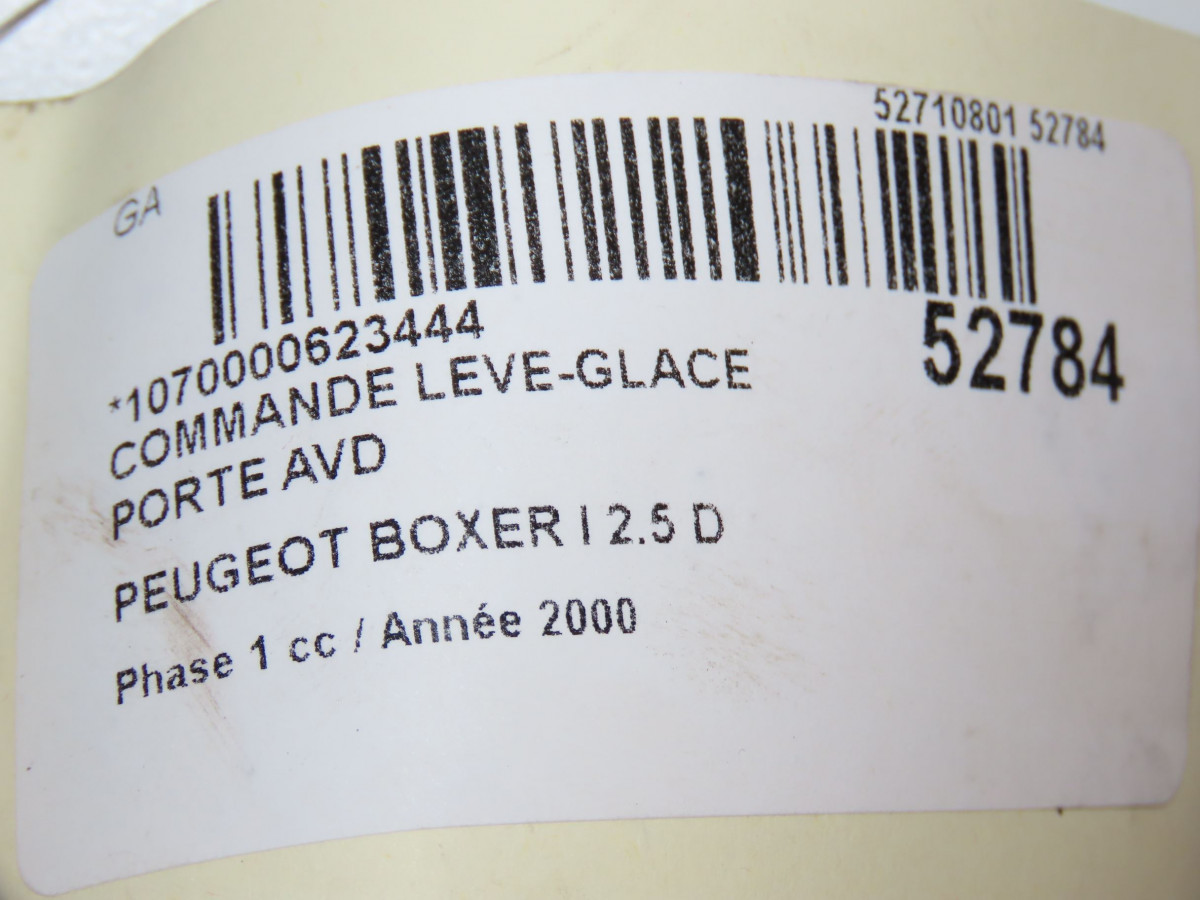 52710801 52784
GA
*1070000623444
52784
COMMANDE LEVE-GLACE
PORTE AVD
PEUGEOT BOXER I 2.5 D
Phase 1 cc / Année 2000